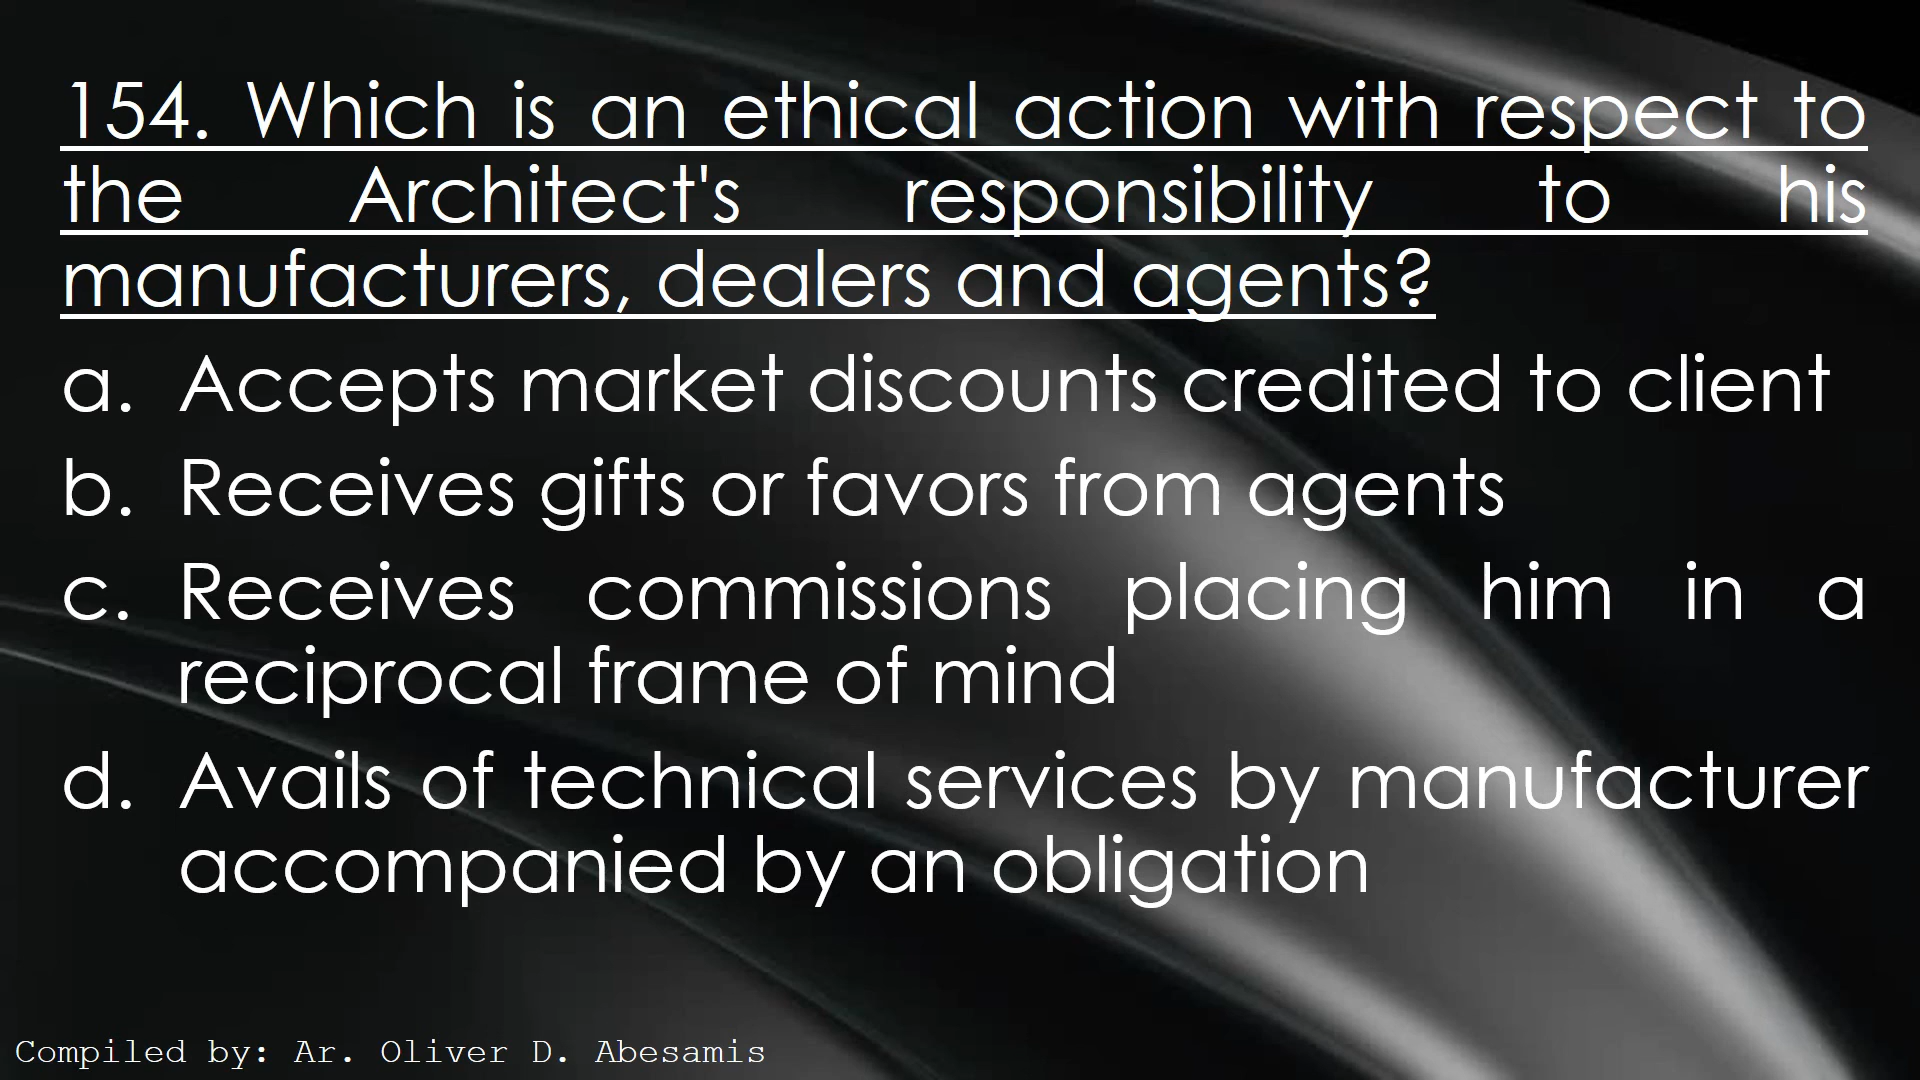 154. Which is an ethical action with respect to
the Architect's responsibility to his
manufacturers, dealers and agents?
a. Accepts market discounts credited to client
b. Receives gifts or favors from agents
c. Receives commissions placing him in a
reciprocal frame of mind
d. Avails of technical services by manufacturer
accompanied by an obligation
Compiled by: Ar. Oliver D. Abesamis